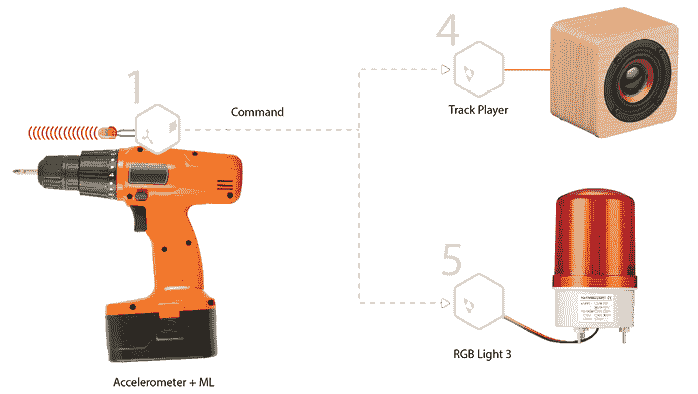 1
Command
4
Track Player
5
RGB Light 3
Accelerometer + ML